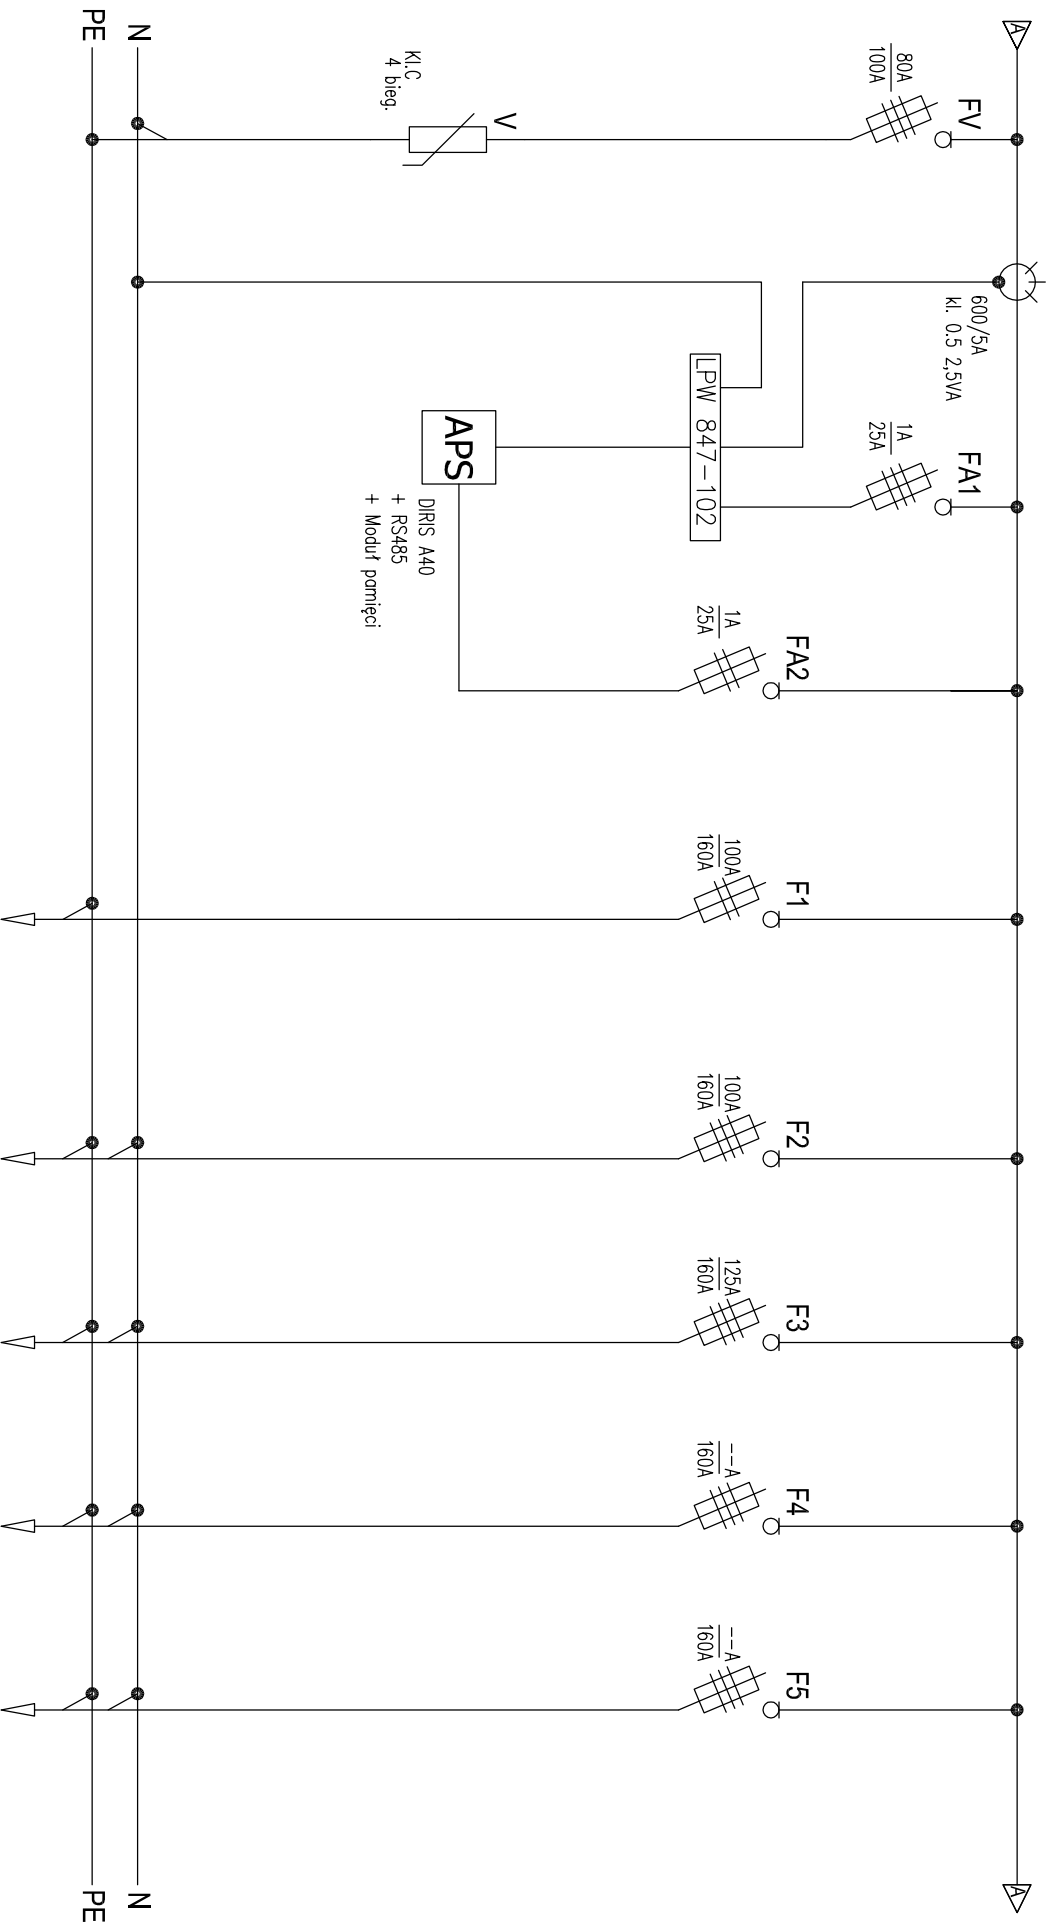 A
A
FV
80A
100A
V
Kl.C
4 bieg.
600/5A
kl. 0.5 2,5VA
FA1
1A
25A
LPW 847-102
APS
DIRIS A40
+ RS485
+ Moduł pamięci
FA2
1A
25A
F1
100A
160A
F2
100A
160A
F3
125A
160A
F4
--A
160A
F5
--A
160A
N
N
PE
PE